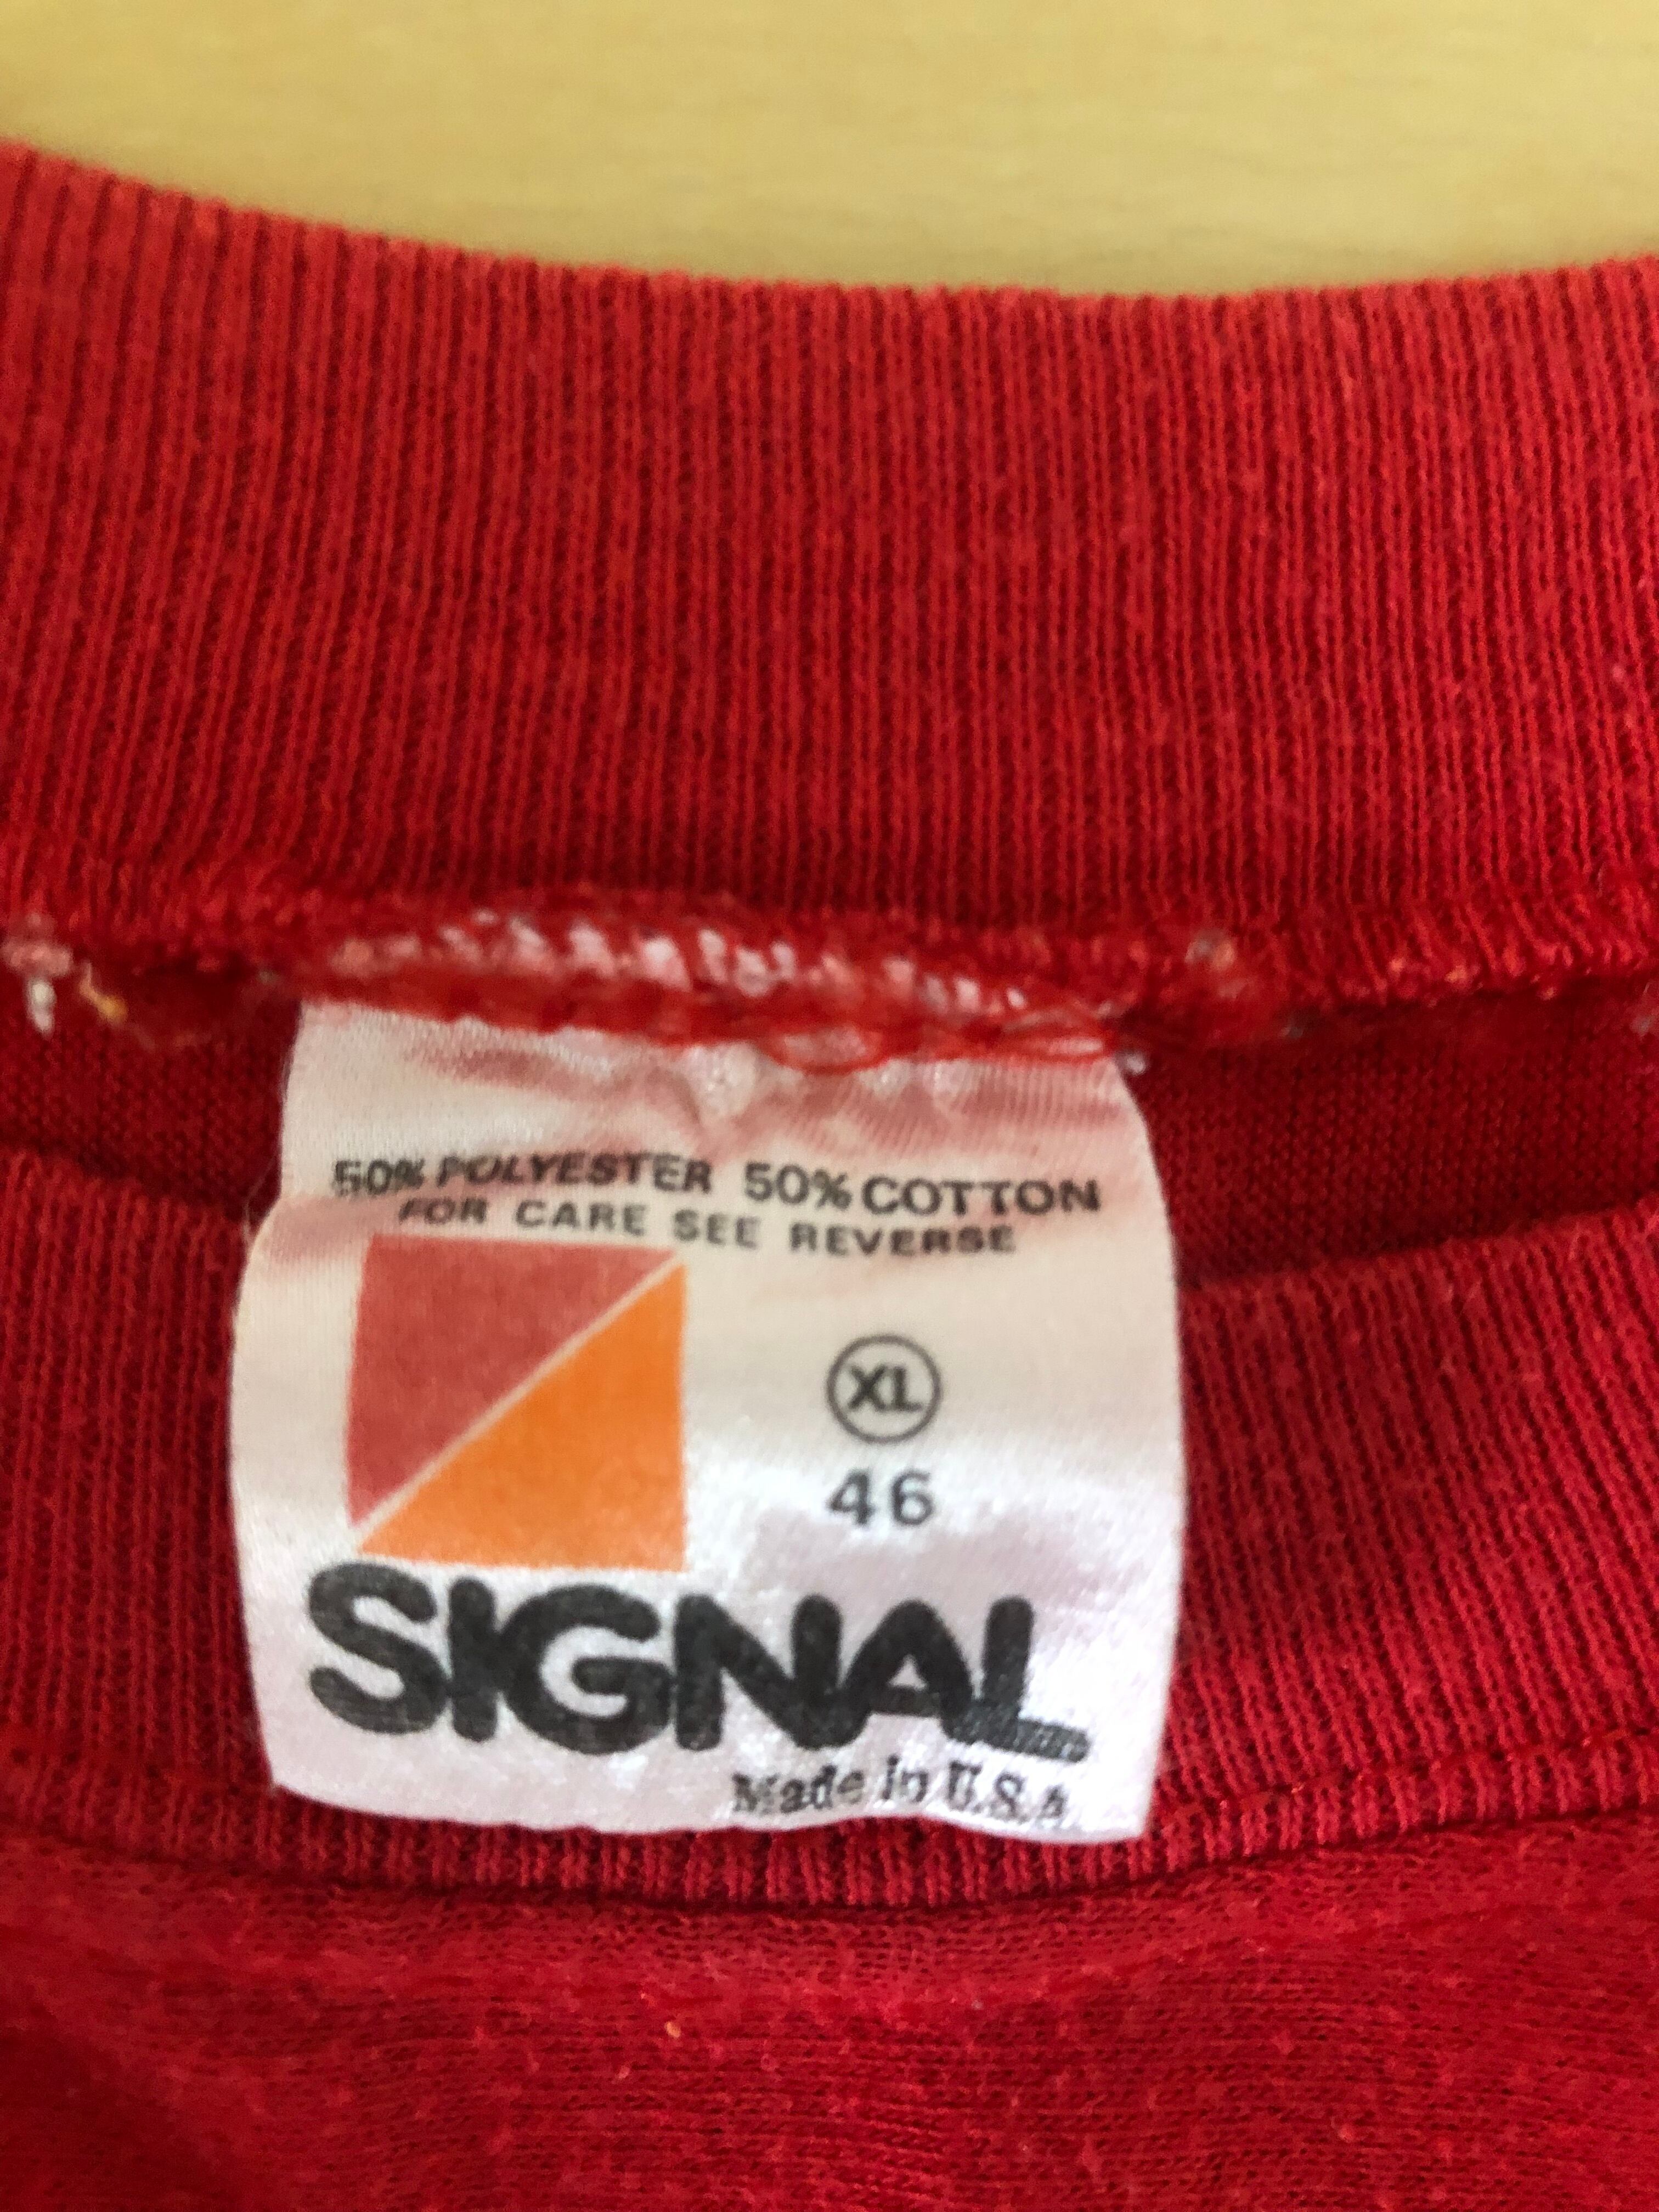 50% POLYESTER 50% COTTON
FOR CARE SEE REVERSE
XL
46
SIGNAL
Made in U.S.A.